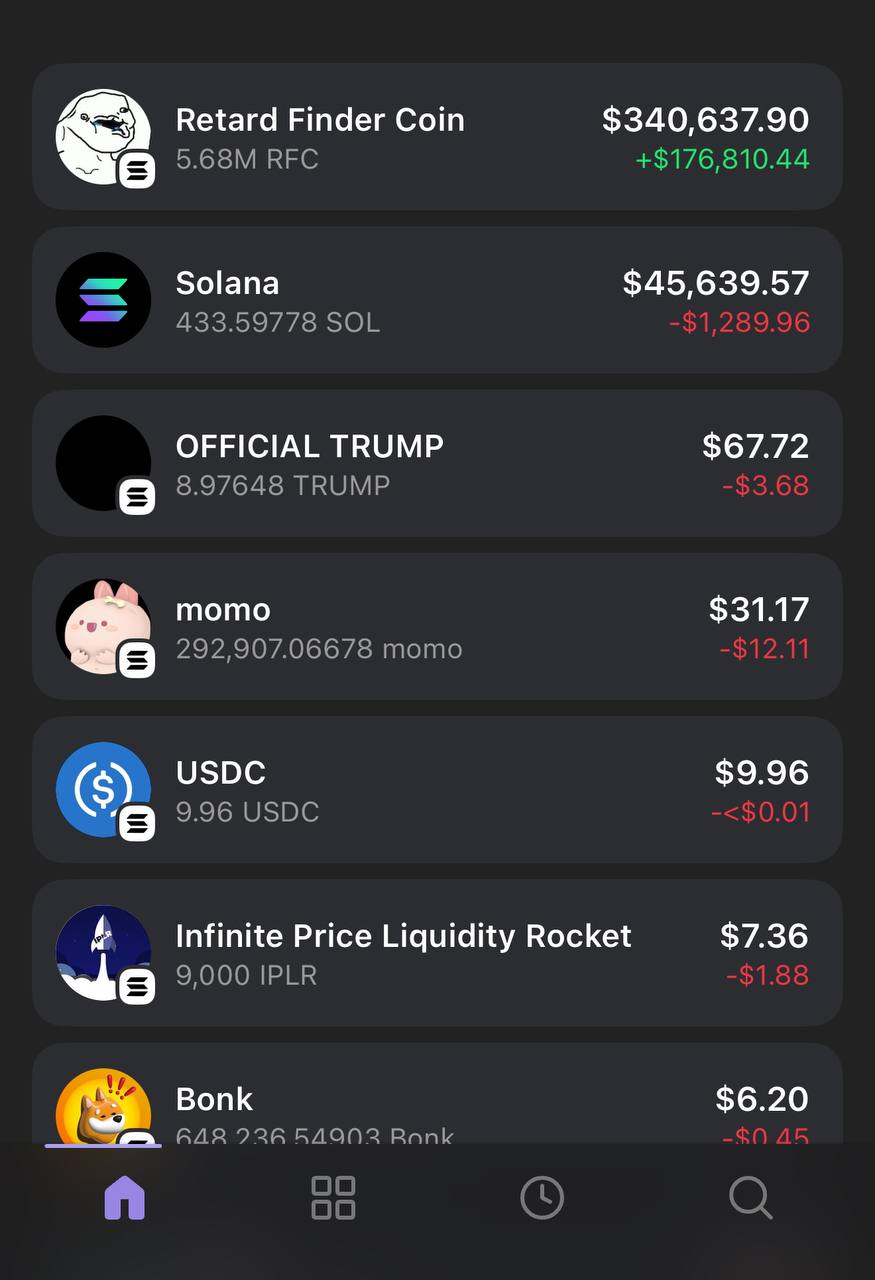 Retard Finder Coin
$340,637.90
5.68M RFC
+$176,810.44
Solana
$45,639.57
433.59778 SOL
-$1,289.96
OFFICIAL TRUMP
$67.72
8.97648 TRUMP
-$3.68
momo
$31.17
292,907.06678 momo
-$12.11
USDC
$9.96
9.96 USDC
-<$0.01
Infinite Price Liquidity Rocket
$7.36
9,000 IPLR
-$1.88
Bonk
$6.20
648,236.54903 Bonk
-$0.45